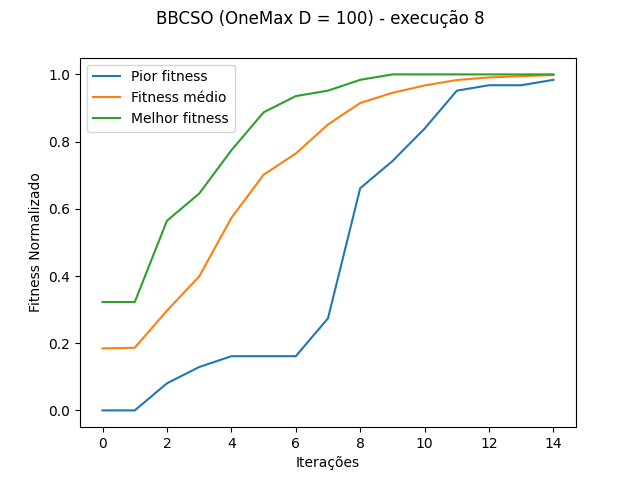 BBCSO (OneMax D = 100) - execução 8
Pior fitness
Fitness médio
Melhor fitness
Fitness Normalizado
1.0
0.8
0.6
0.4
0.2
0.0
0 2 4 6 8 10 12 14
Iterações